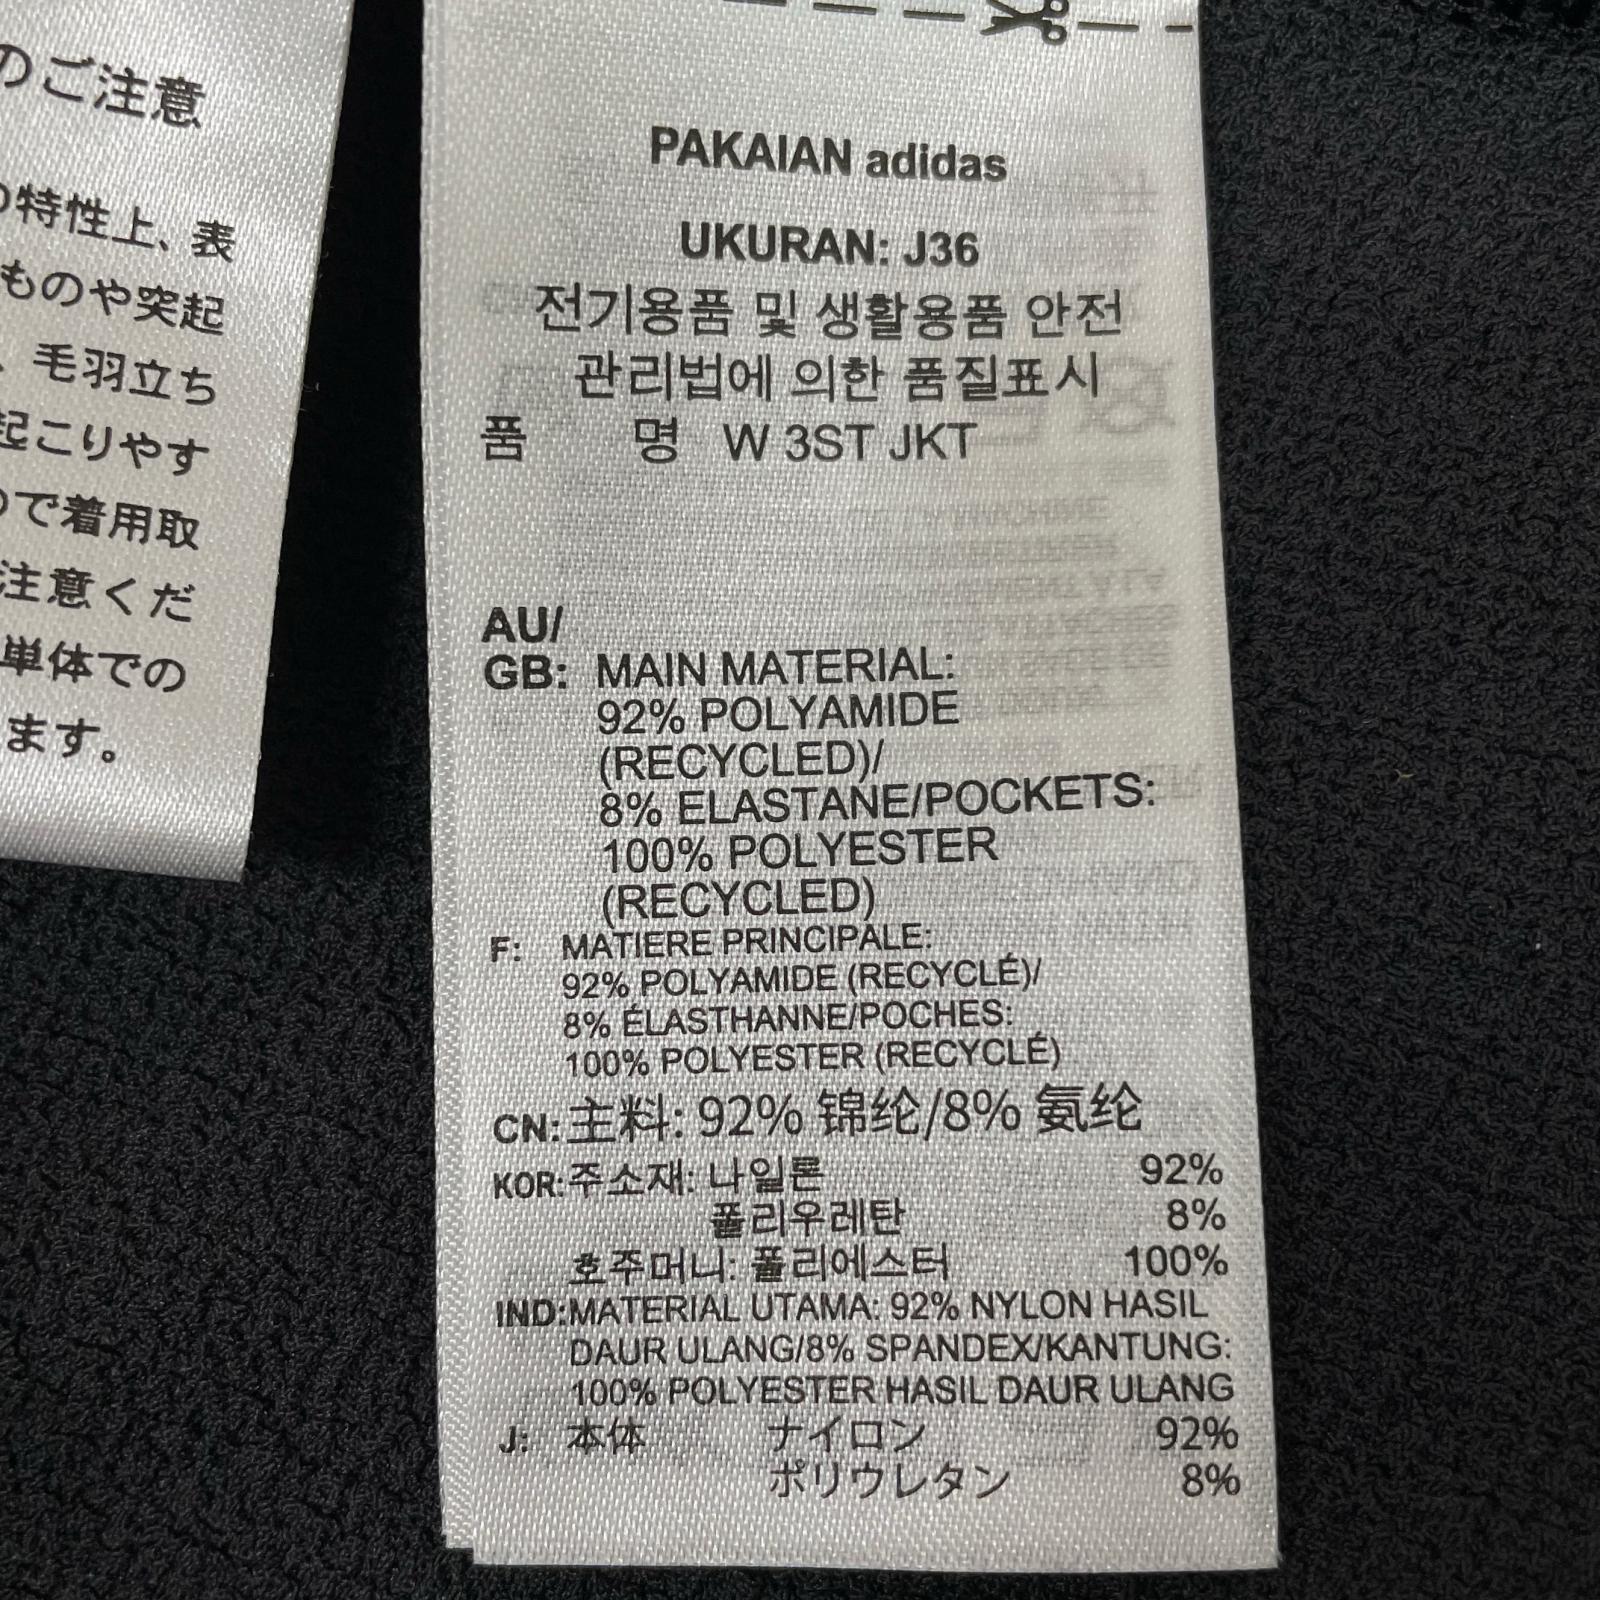 のご注意
の特性上、表
ものや突起
、毛羽立ち
起こりやす
ので着用取
注意くだ
単体での
ます。
PAKAIAN adidas
UKURAN: J36
전기용품 및 생활용품 안전
관리법에 의한 품질표시
품 명 W 3ST JKT
AU/
GB: MAIN MATERIAL:
92% POLYAMIDE
(RECYCLED)/
8% ELASTANE/POCKETS:
100% POLYESTER
(RECYCLED)
F: MATIERE PRINCIPALE:
92% POLYAMIDE (RECYCLÉ)/
8% ÉLASTHANNE/POCHES:
100% POLYESTER (RECYCLÉ)
CN: 主料: 92% 锦纶/8% 氨纶
KOR: 주소재: 나일론 92%
폴리우레탄 8%
호주머니: 폴리에스터 100%
IND: MATERIAL UTAMA: 92% NYLON HASIL
DAUR ULANG/8% SPANDEX/KANTUNG:
100% POLYESTER HASIL DAUR ULANG
J: 本体 ナイロン 92%
ポリウレタン 8%